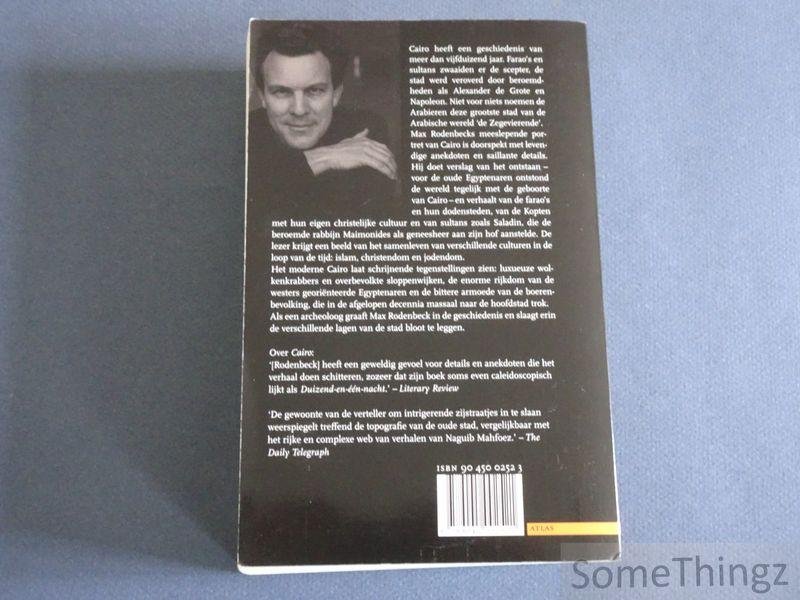 Cairo heeft een geschiedenis van
meer dan vijfduizend jaar. Farao's en
sultans zwaaiden er de scepter, de
stad werd veroverd door beroemd-
heden als Alexander de Grote en
Napoleon. Niet voor niets noemen de
Arabieren deze grootste stad van de
Arabische wereld 'de Zegevierende'.
Max Rodenbecks meeslepende por-
tret van Cairo is doorspekt met leven-
dige anekdoten en saillante details.
Hij doet verslag van het ontstaan –
voor de oude Egyptenaren ontstond
de wereld tegelijk met de geboorte
van Cairo – en verhaalt van de farao's
en hun dodensteden, van de Kopten
met hun eigen christelijke cultuur en van sultans zoals Saladin, die de
beroemde rabbijn Maimonides als geneesheer aan zijn hof aanstelde. De
lezer krijgt een beeld van het samenleven van verschillende culturen in de
loop van de tijd: islam, christendom en jodendom.
Het moderne Cairo laat schrijnende tegenstellingen zien: luxueuze wol-
kenkrabbers en overbevolkte sloppenwijken, de enorme rijkdom van de
westers georiënteerde Egyptenaren en de bittere armoede van de boeren-
bevolking, die in de afgelopen decennia massaal naar de hoofdstad trok.
Als een archeoloog graaft Max Rodenbeck in de geschiedenis en slaagt erin
de verschillende lagen van de stad bloot te leggen.
Over Cairo:
'[Rodenbeck] heeft een geweldig gevoel voor details en anekdoten die het
verhaal doen schitteren, zozeer dat zijn boek soms even caleidoscopisch
lijkt als Duizend-en-één-nacht.' – Literary Review
'De gewoonte van de verteller om intrigerende zijstraatjes in te slaan
weerspiegelt treffend de topografie van de oude stad, vergelijkbaar met
het rijke en complexe web van verhalen van Naguib Mahfoez.' – The
Daily Telegraph
ISBN 90 450 0252 3
ATLAS
SomeThingz